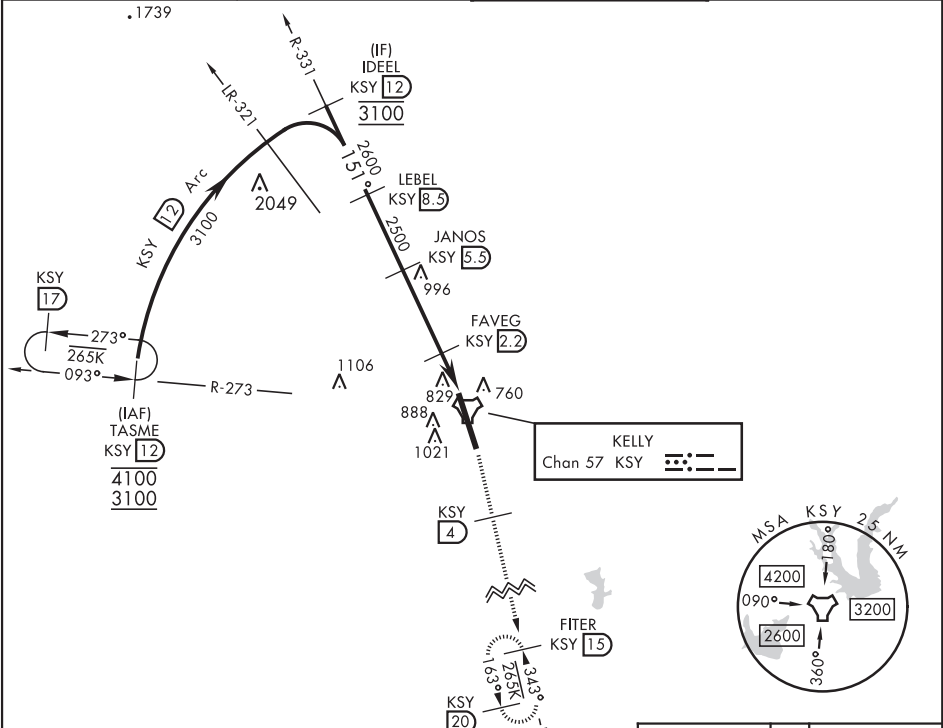 .1739
R-331
(IF)
IDEEL
KSY 12
3100
LR-321
2600
151°
KSY 12 Arc
3100
2049
LEBEL
KSY 8.5
2500
JANOS
KSY 5.5
996
KSY
17
273°
265K
093°
FAVEG
KSY 2.2
R-273
1106
829
760
888
1021
(IAF)
TASME
KSY 12
4100
3100
KELLY
Chan 57 KSY
KSY
4
FITER
KSY 15
163°
265K
343°
KSY
20
MSA KSY 25 NM
180°
4200
090°
3200
2600
360°